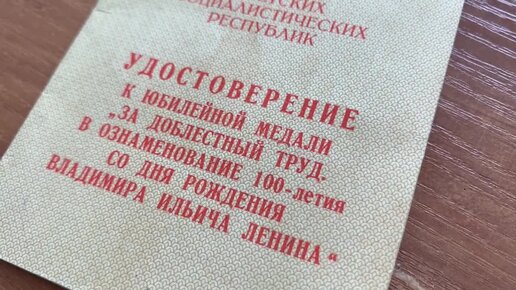 СОЦИАЛИСТИЧЕСКИХ
РЕСПУБЛИК
УДОСТОВЕРЕНИЕ
К ЮБИЛЕЙНОЙ МЕДАЛИ
„ЗА ДОБЛЕСТНЫЙ ТРУД.
В ОЗНАМЕНОВАНИЕ 100-летия
СО ДНЯ РОЖДЕНИЯ
ВЛАДИМИРА ИЛЬИЧА ЛЕНИНА“